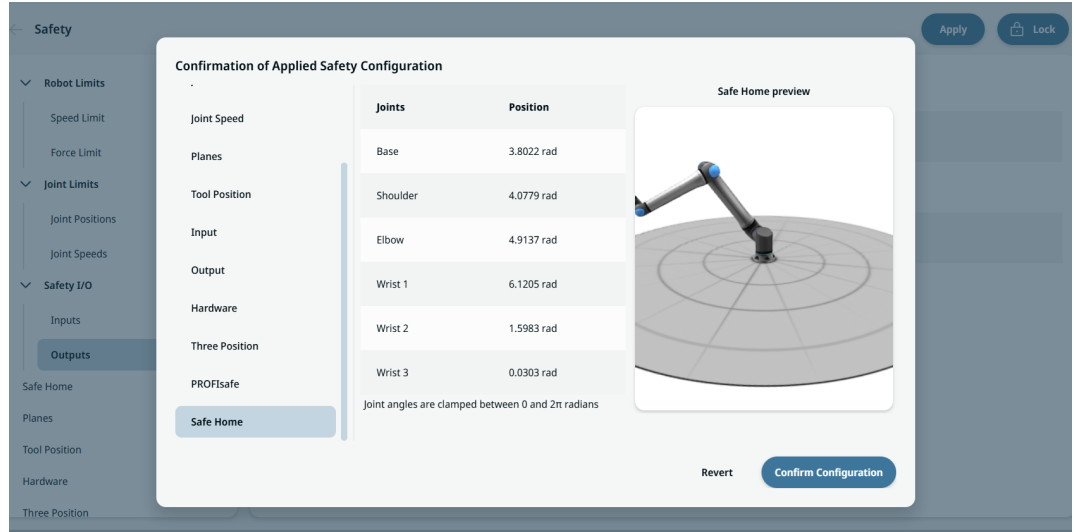 Safety
Apply
Lock
Robot Limits
Speed Limit
Force Limit
Joint Limits
Joint Positions
Joint Speeds
Safety I/O
Inputs
Outputs
Safe Home
Planes
Tool Position
Hardware
Three Position
Confirmation of Applied Safety Configuration
Joint Speed
Planes
Tool Position
Input
Output
Hardware
Three Position
PROFIsafe
Safe Home
Joints Position
Base 3.8022 rad
Shoulder 4.0779 rad
Elbow 4.9137 rad
Wrist 1 6.1205 rad
Wrist 2 1.5983 rad
Wrist 3 0.0303 rad
Joint angles are clamped between 0 and 2π radians
Safe Home preview
Revert
Confirm Configuration